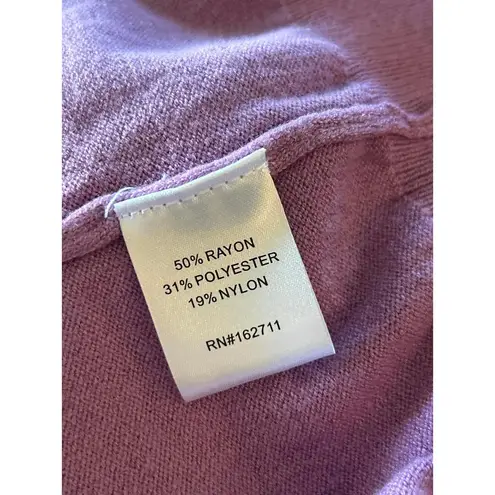 50% RAYON
31% POLYESTER
19% NYLON
RN#162711